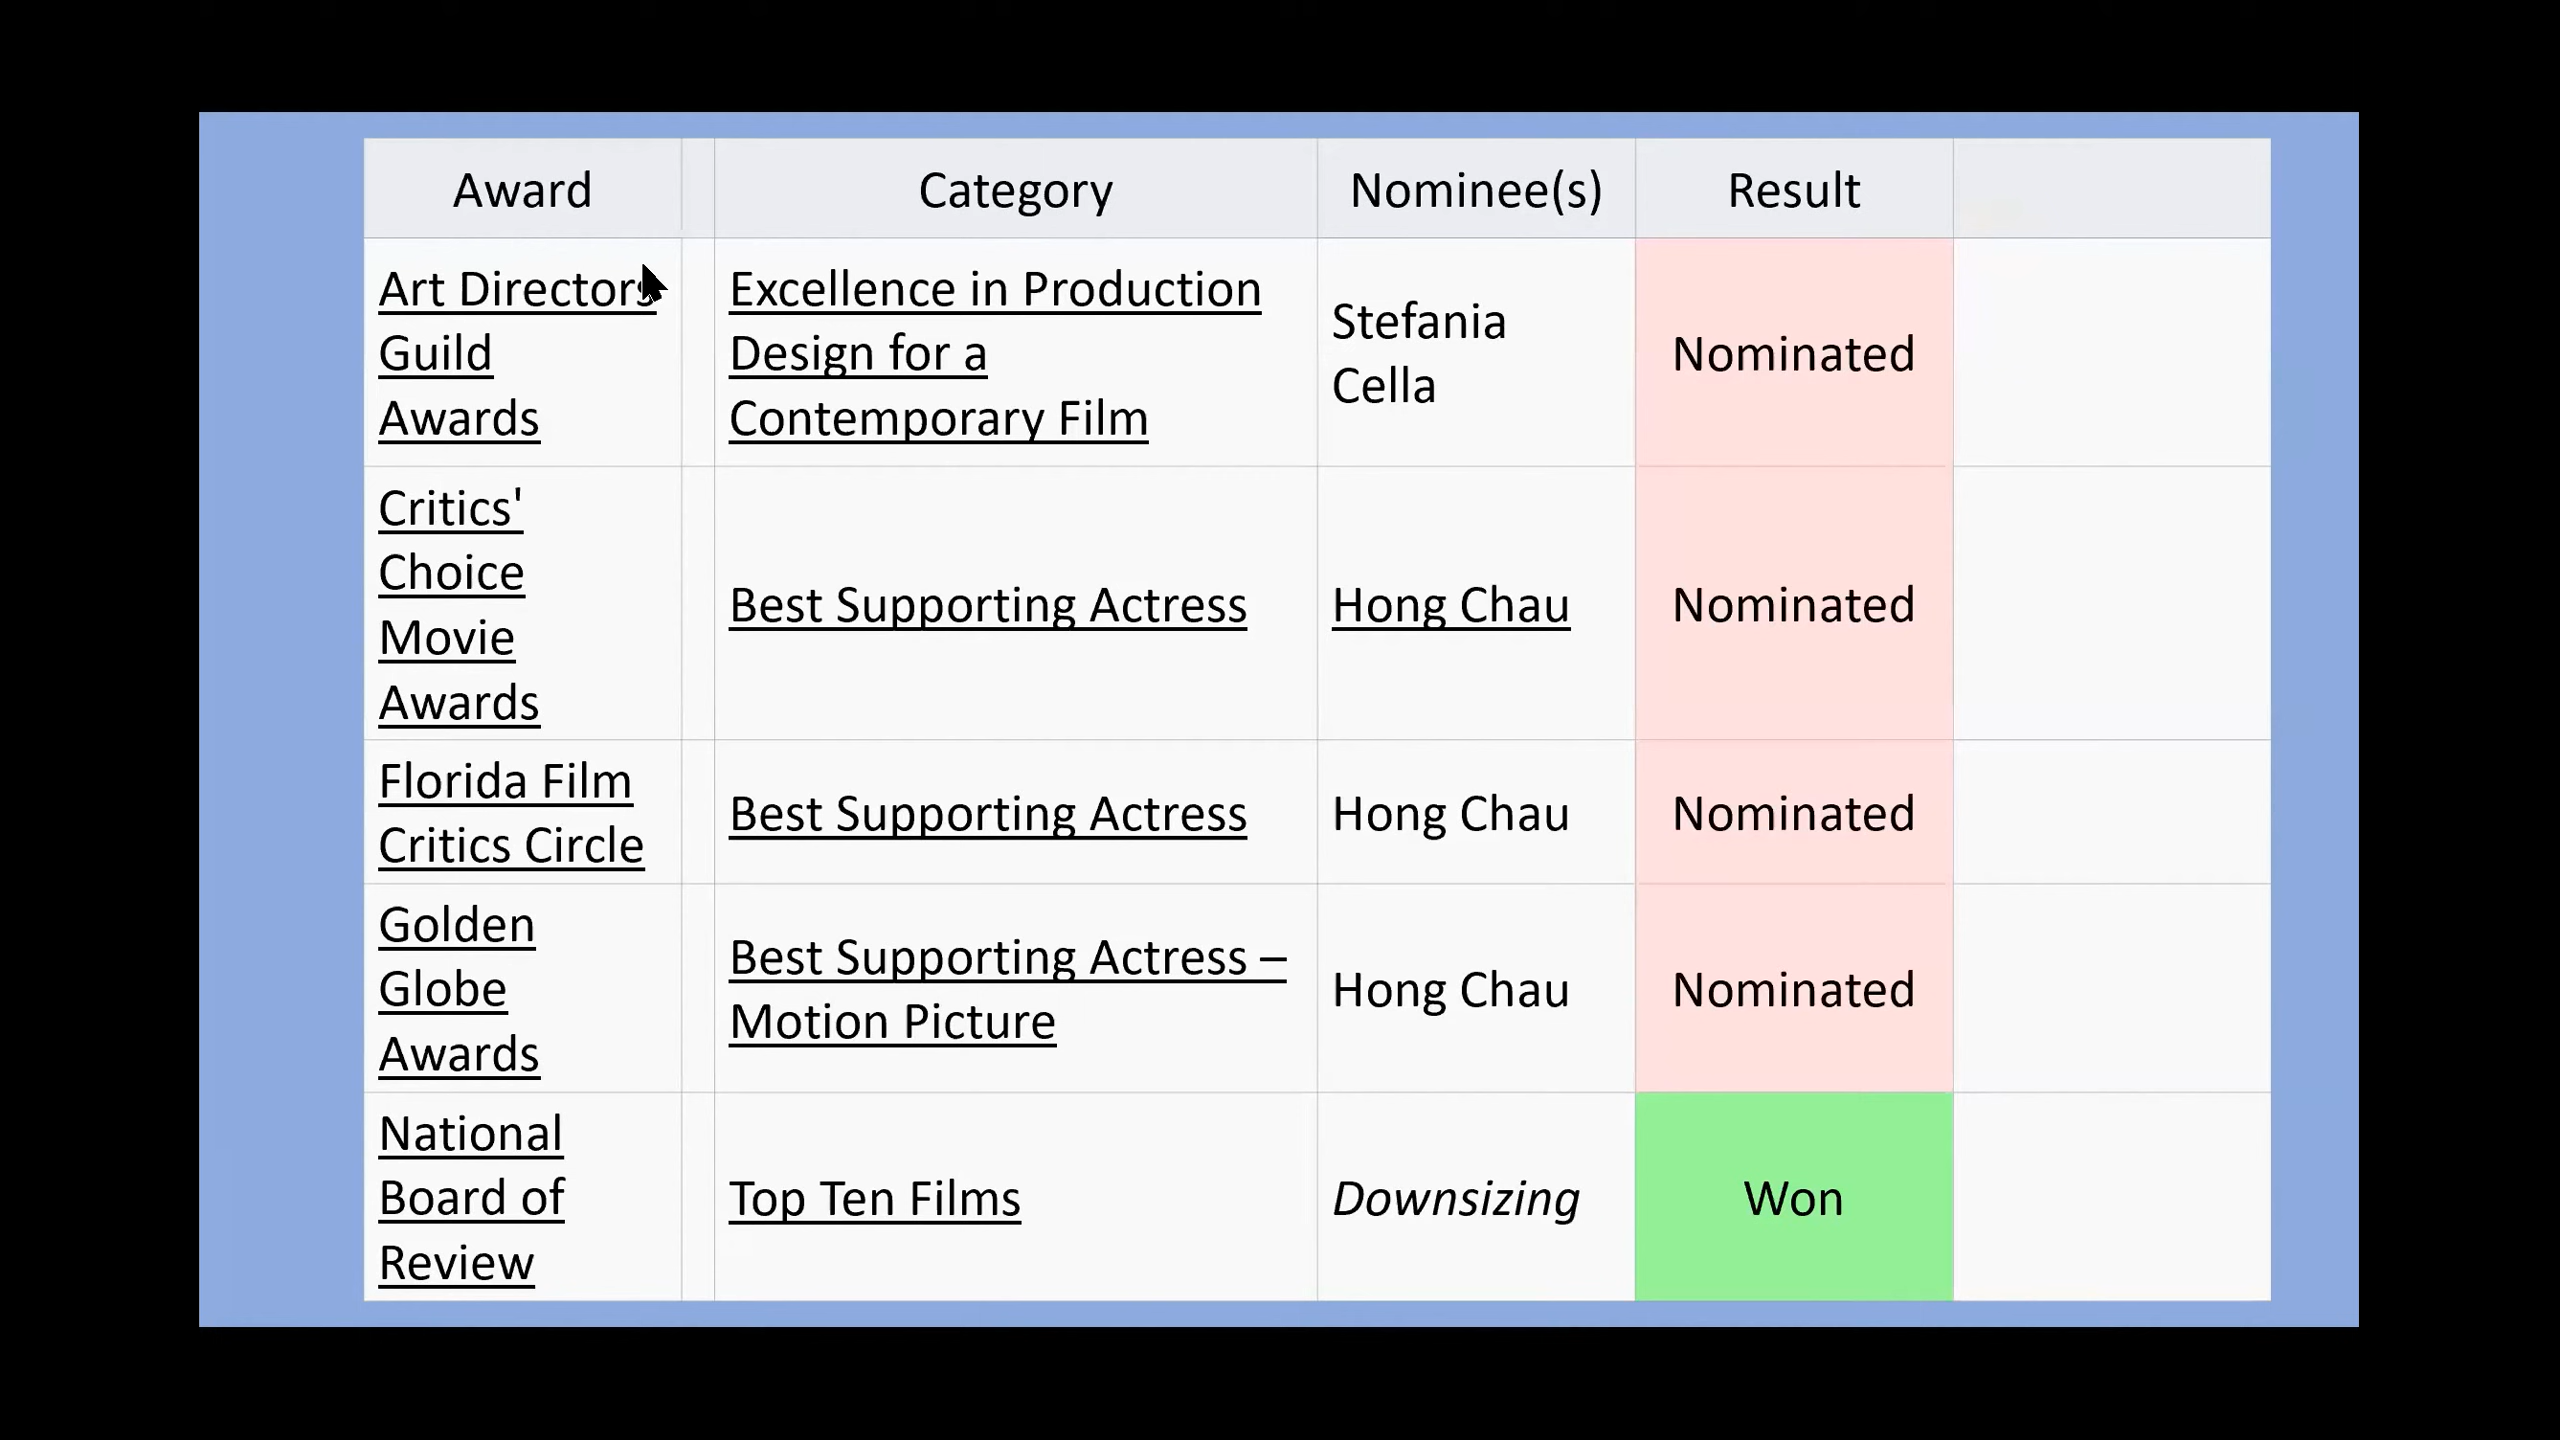 Award Category Nominee(s) Result
Art Directors
Guild
Awards
Excellence in Production
Design for a
Contemporary Film
Stefania
Cella
Nominated
Critics'
Choice
Movie
Awards
Best Supporting Actress
Hong Chau
Nominated
Florida Film
Critics Circle
Best Supporting Actress
Hong Chau
Nominated
Golden
Globe
Awards
Best Supporting Actress –
Motion Picture
Hong Chau
Nominated
National
Board of
Review
Top Ten Films
Downsizing
Won